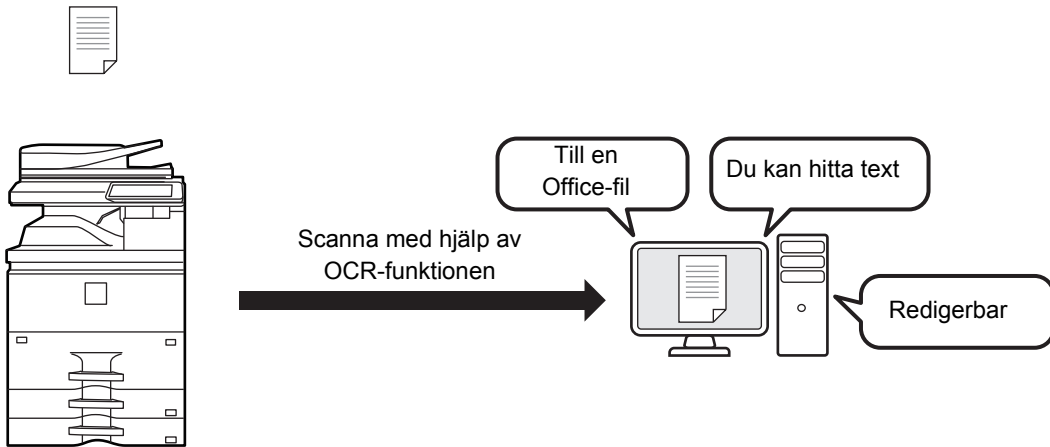 Till en
Office-fil
Du kan hitta text
Scanna med hjälp av
OCR-funktionen
Redigerbar